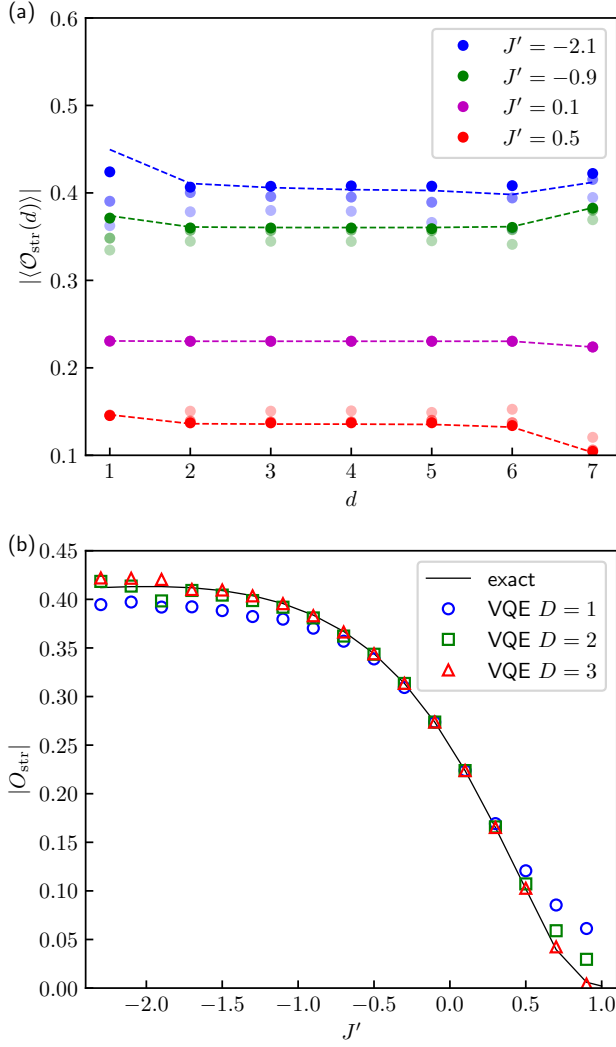 (a)
0.6
0.5
0.4
0.3
0.2
0.1
|⟨𝒪str(d)⟩|
J′ = −2.1
J′ = −0.9
J′ = 0.1
J′ = 0.5
1 2 3 4 5 6 7
d
(b)
0.45
0.40
0.35
0.30
0.25
0.20
0.15
0.10
0.05
0.00
|Ostr|
exact
VQE D = 1
VQE D = 2
VQE D = 3
−2.0 −1.5 −1.0 −0.5 0.0 0.5 1.0
J′